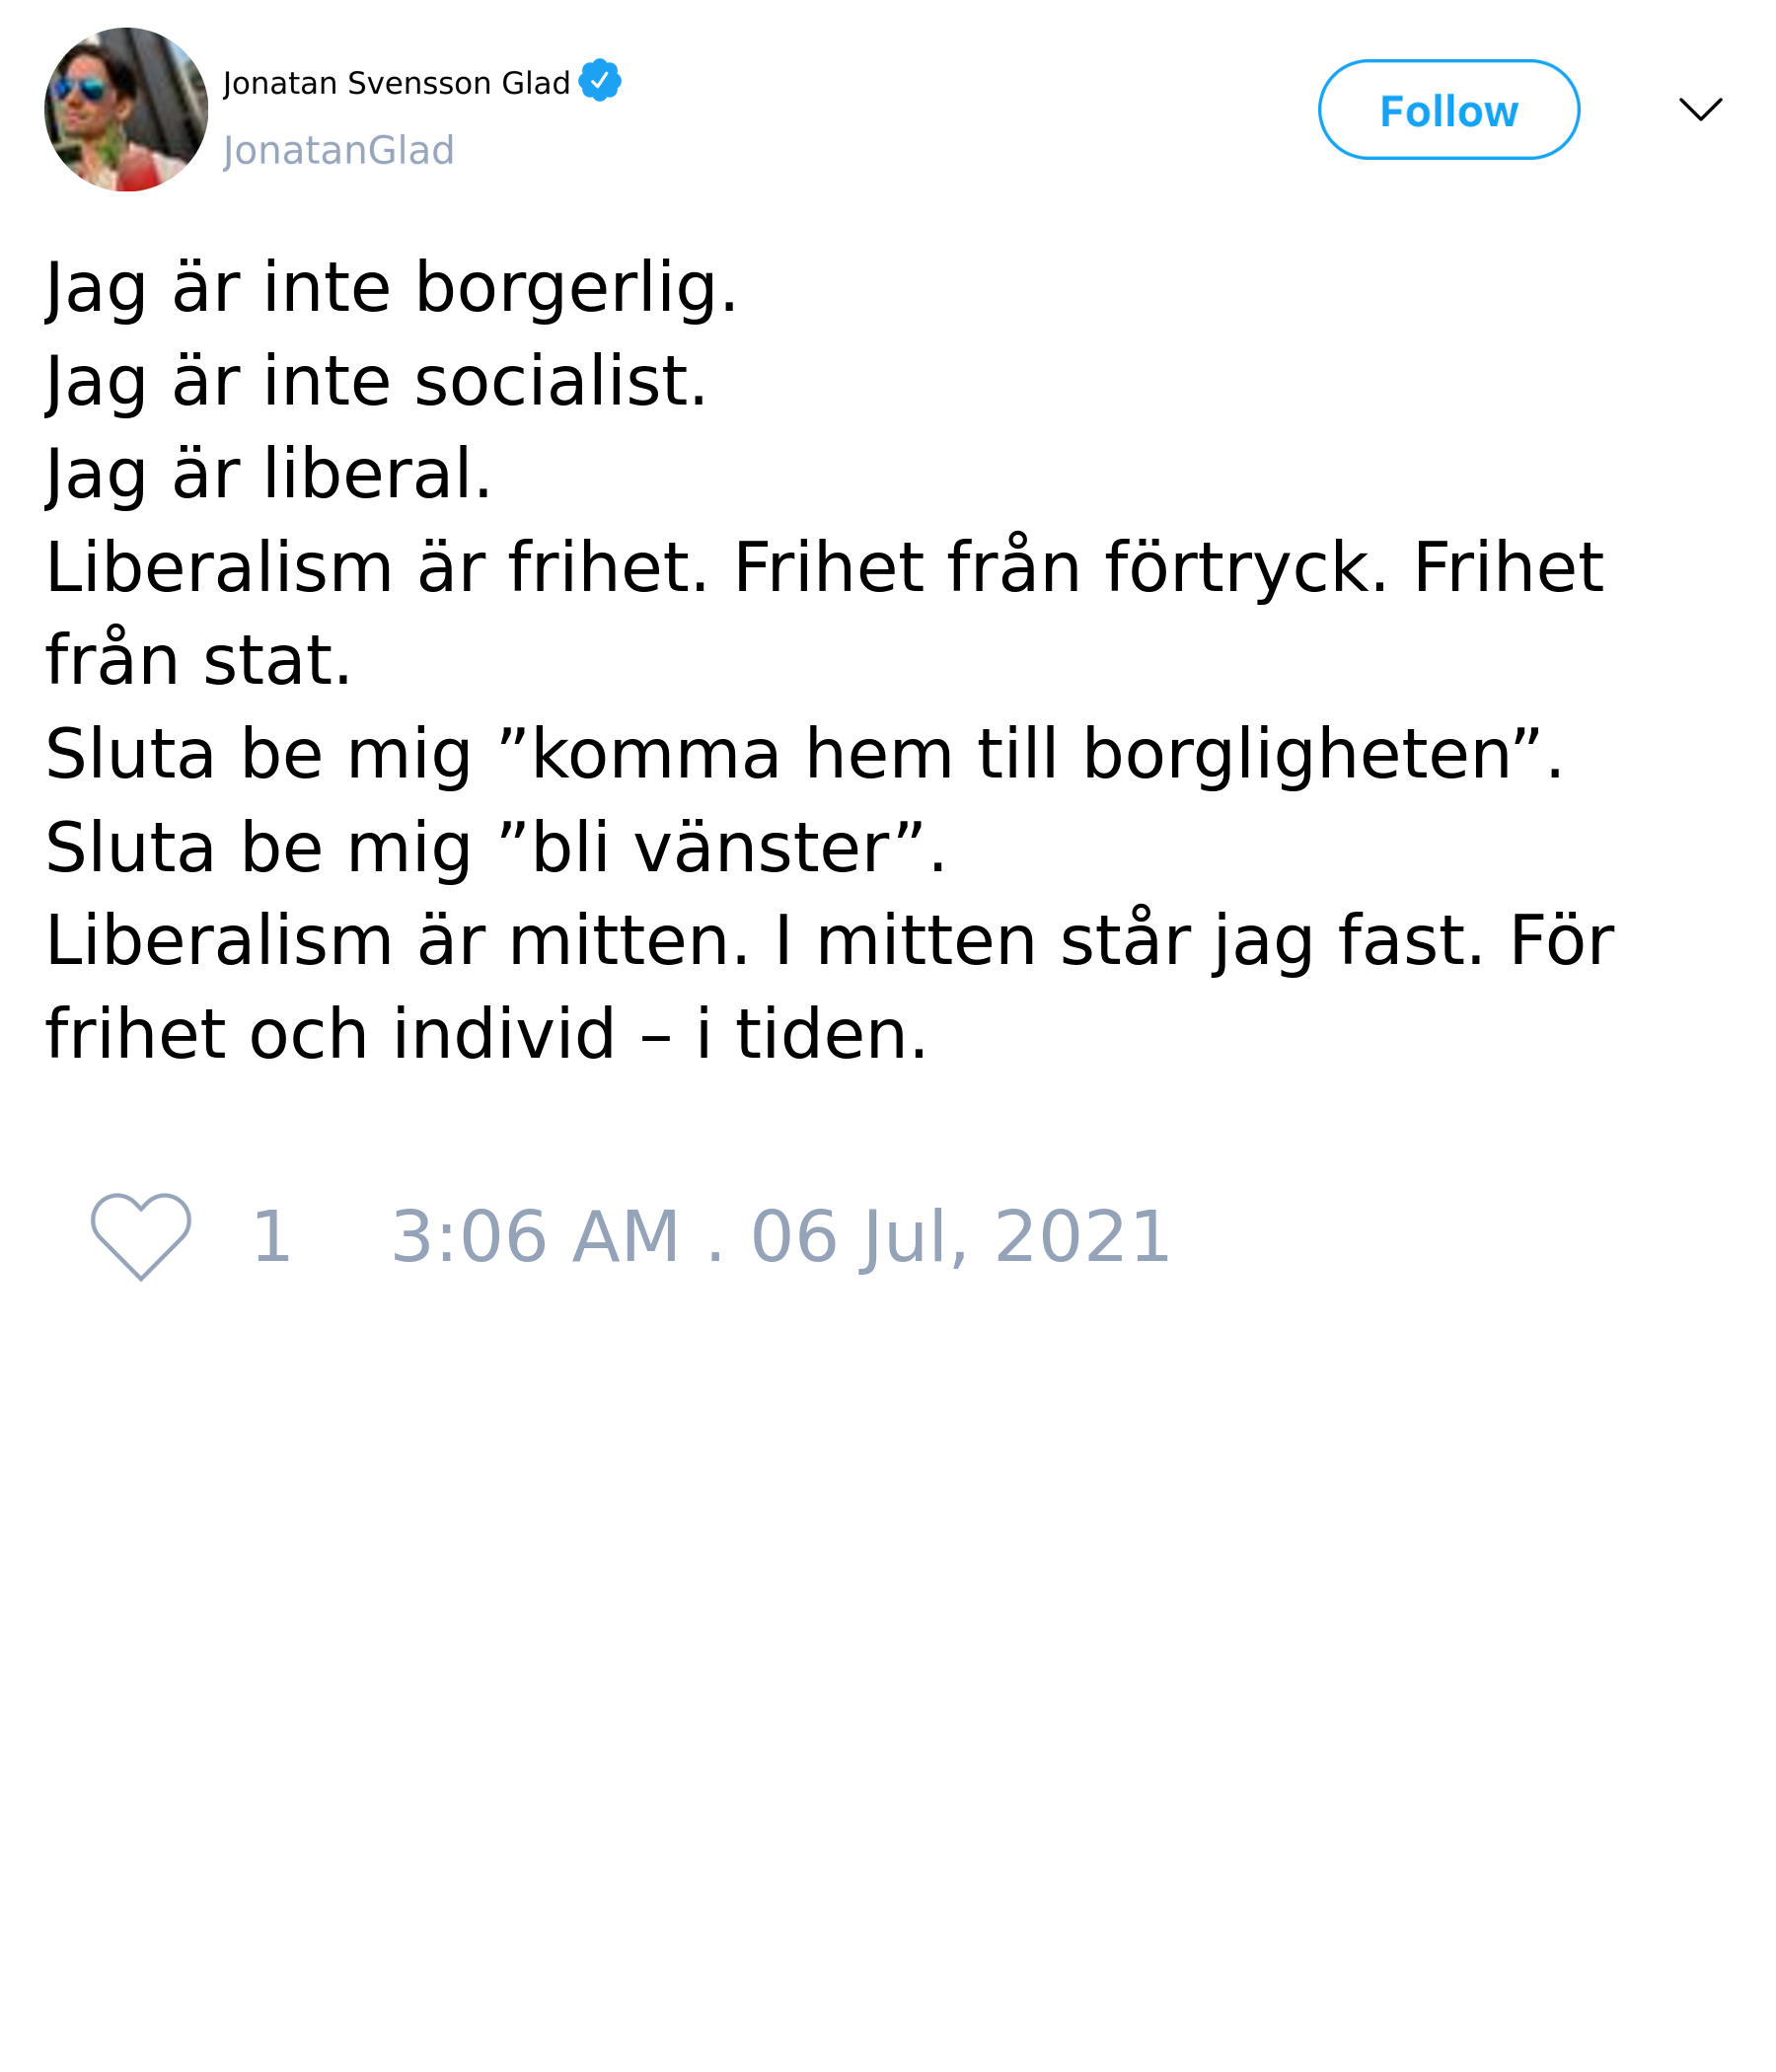 Jonatan Svensson Glad
JonatanGlad
Follow
Jag är inte borgerlig.
Jag är inte socialist.
Jag är liberal.
Liberalism är frihet. Frihet från förtryck. Frihet
från stat.
Sluta be mig ”komma hem till borgligheten”.
Sluta be mig ”bli vänster”.
Liberalism är mitten. I mitten står jag fast. För
frihet och individ – i tiden.
1 3:06 AM . 06 Jul, 2021